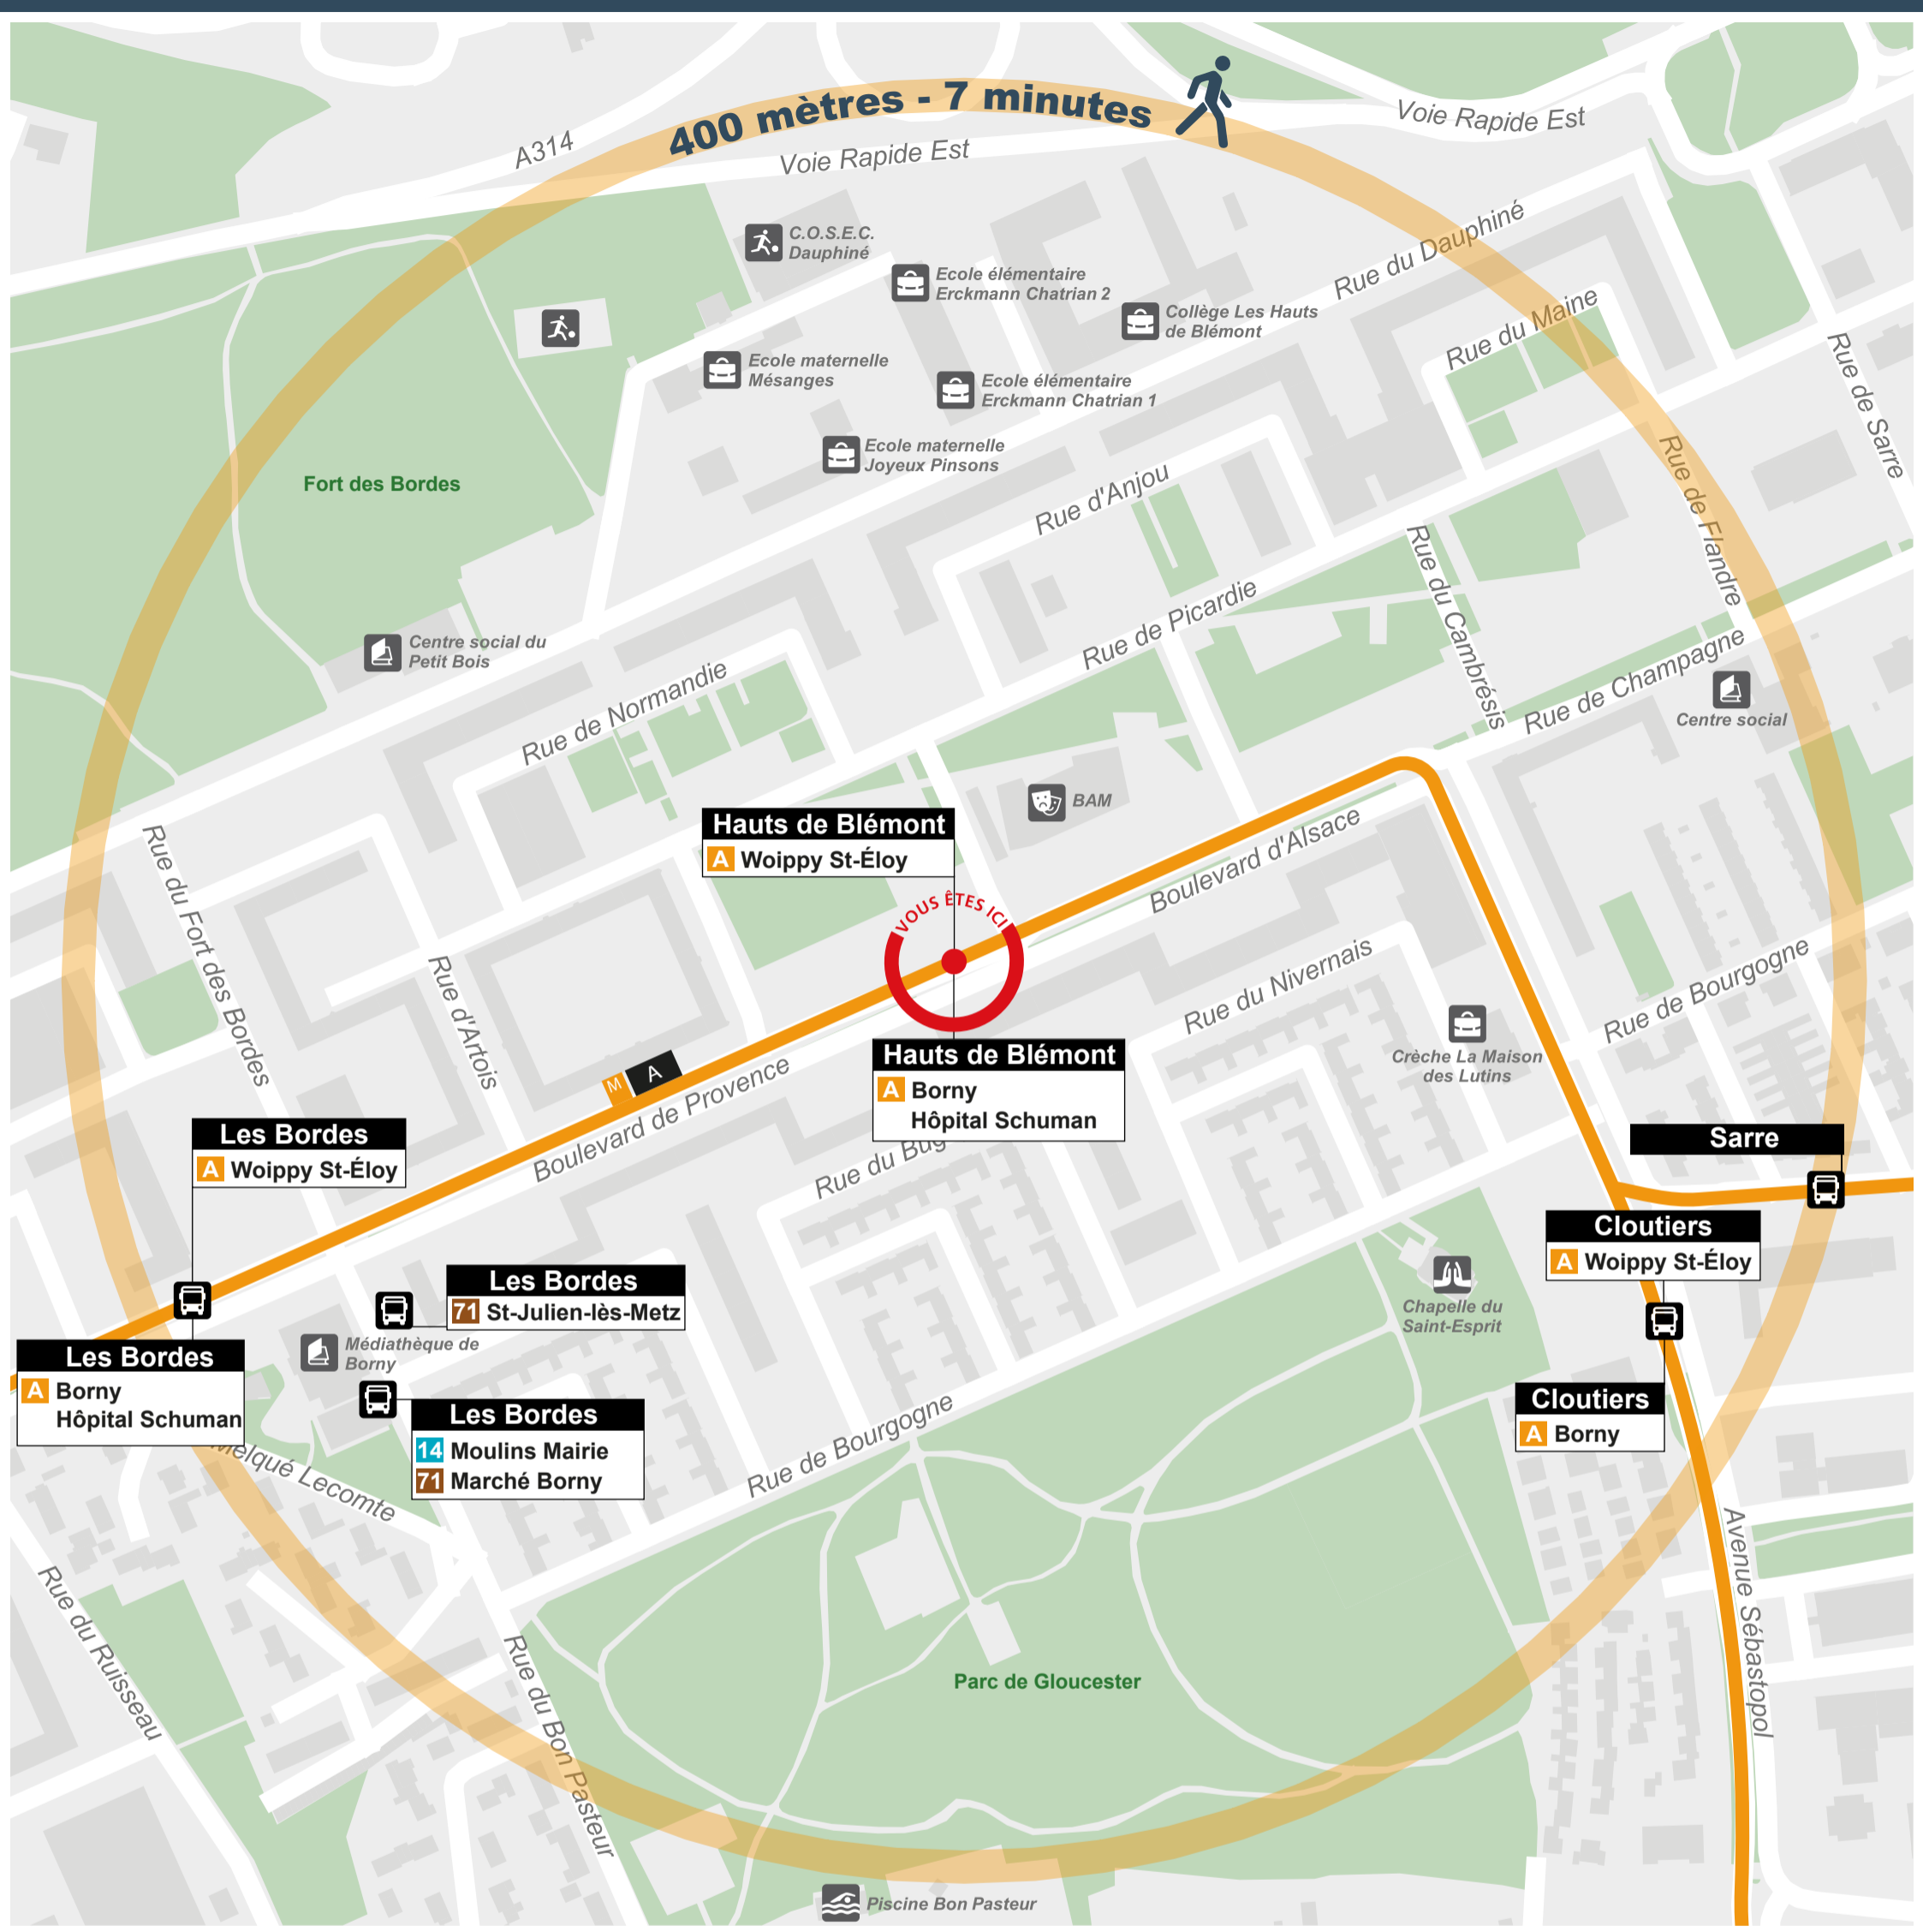 400 mètres - 7 minutes
A314
Voie Rapide Est
Voie Rapide Est
C.O.S.E.C.
Dauphiné
Ecole élémentaire
Erckmann Chatrian 2
Collège Les Hauts
de Blémont
Rue du Dauphiné
Rue du Maine
Rue de Sarre
Ecole maternelle
Mésanges
Ecole élémentaire
Erckmann Chatrian 1
Ecole maternelle
Joyeux Pinsons
Fort des Bordes
Rue d'Anjou
Rue de Flandre
Rue du Cambrésis
Rue de Picardie
Centre social du
Petit Bois
Rue de Normandie
Rue de Champagne
Centre social
BAM
Hauts de Blémont
A Woippy St-Éloy
Boulevard d'Alsace
VOUS ÊTES ICI
Rue du Fort des Bordes
Rue d'Artois
Rue du Nivernais
Rue de Bourgogne
Crèche La Maison
des Lutins
M A
Boulevard de Provence
Hauts de Blémont
A Borny
Hôpital Schuman
Rue du Bug
Les Bordes
A Woippy St-Éloy
Sarre
Cloutiers
A Woippy St-Éloy
Les Bordes
71 St-Julien-lès-Metz
Chapelle du
Saint-Esprit
Médiathèque de
Borny
Les Bordes
A Borny
Hôpital Schuman
Cloutiers
A Borny
Les Bordes
14 Moulins Mairie
71 Marché Borny
Melqué Lecomte
Rue de Bourgogne
Avenue Sébastopol
Rue du Ruisseau
Rue du Bon Pasteur
Parc de Gloucester
Piscine Bon Pasteur